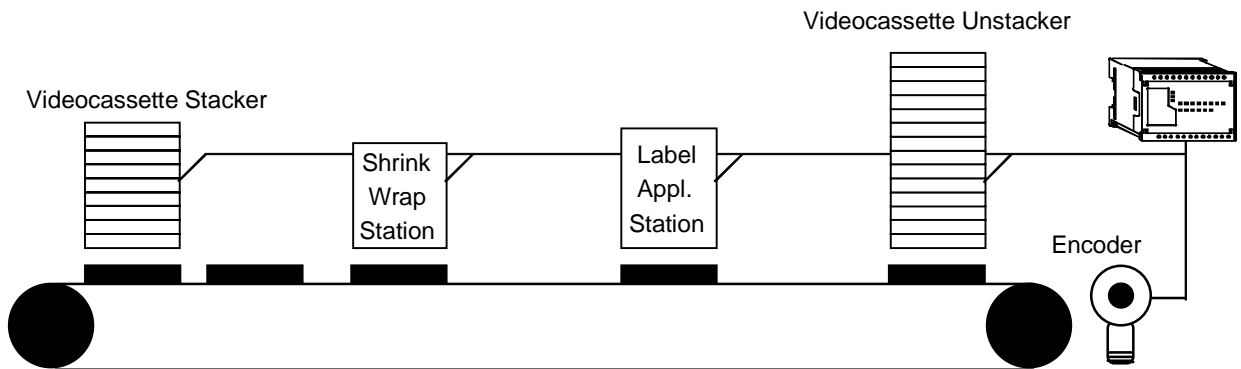 Videocassette Unstacker
Videocassette Stacker
Shrink
Wrap
Station
Label
Appl.
Station
Encoder